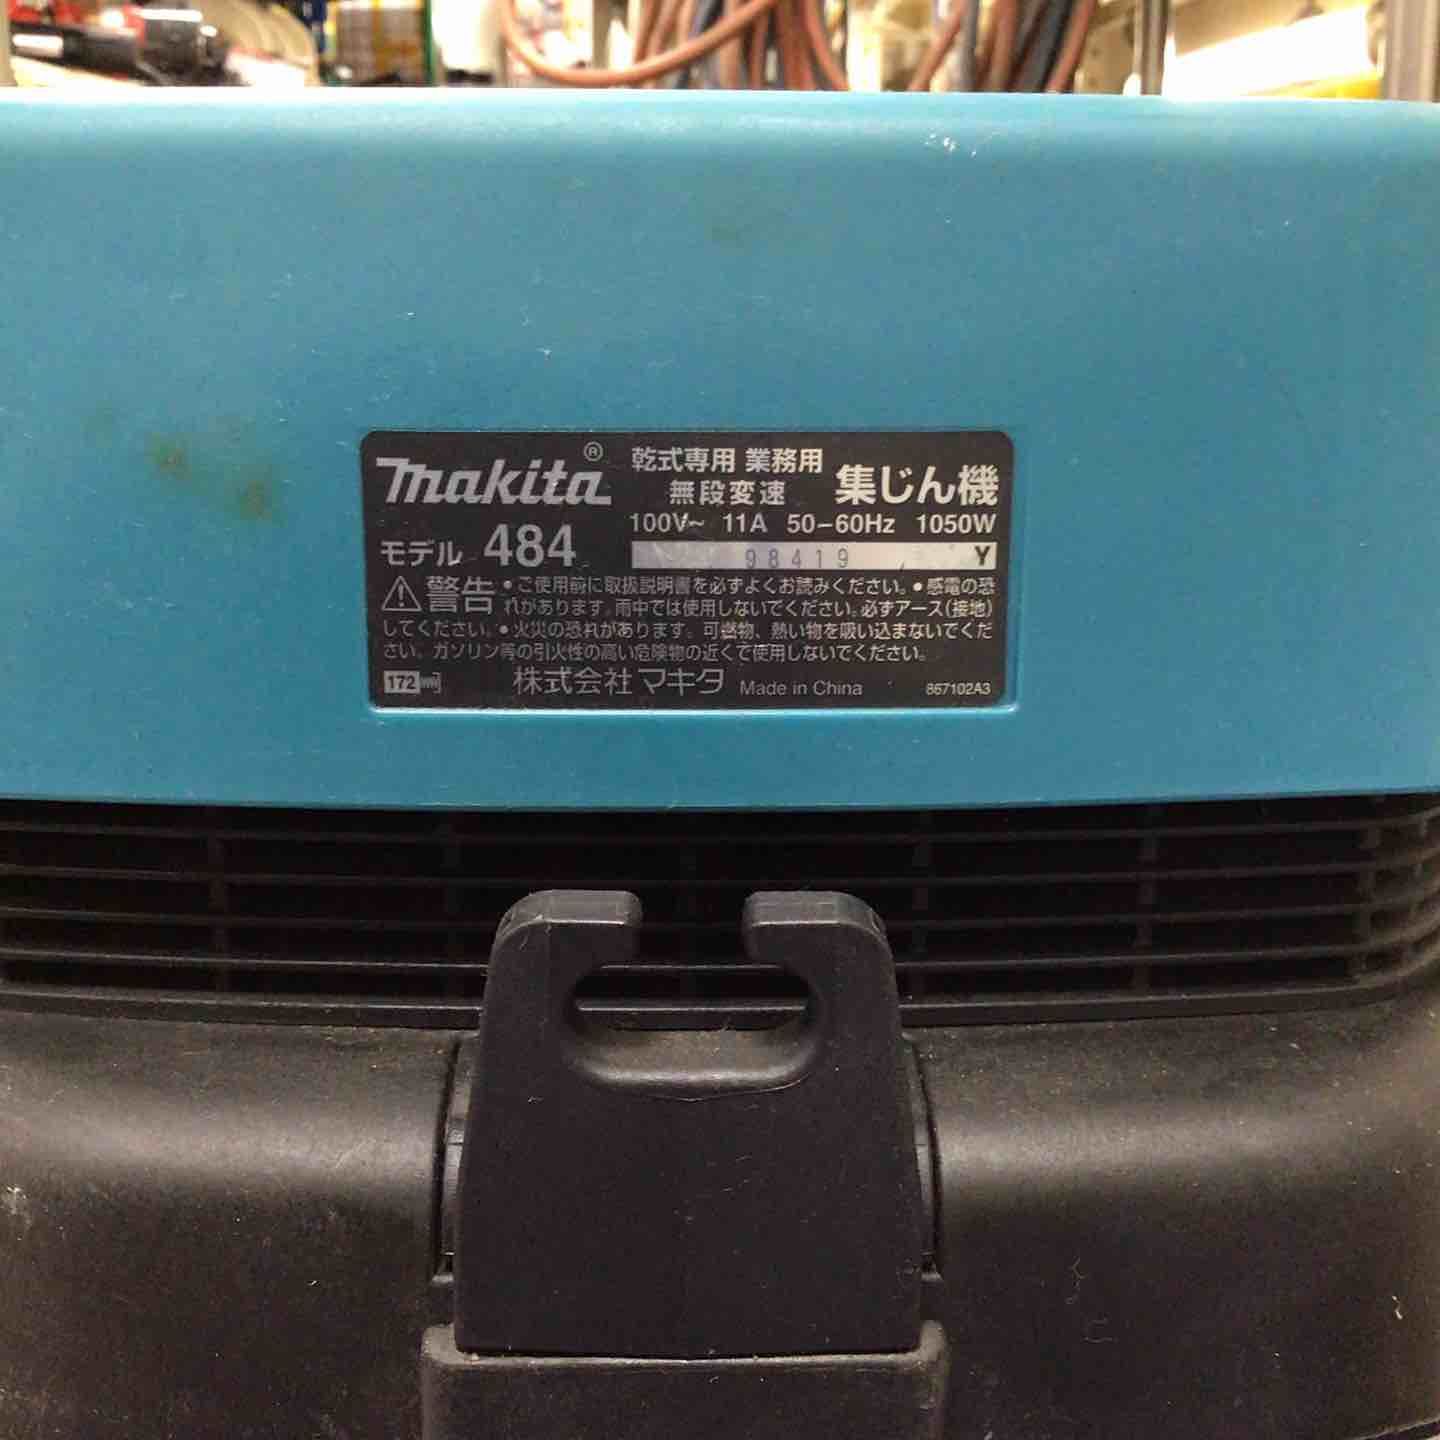 makita®
乾式専用 業務用
無段変速
集じん機
モデル 484
100V~ 11A 50-60Hz 1050W
98419 Y
警告 • ご使用前に取扱説明書を必ずよくお読みください。• 感電の恐
れがあります。雨中では使用しないでください。必ずアース(接地)
してください。• 火災の恐れがあります。可燃物、熱い物を吸い込まないでくだ
さい。ガソリン等の引火性の高い危険物の近くで使用しないでください。
172
株式会社 マキタ Made in China
867102A3